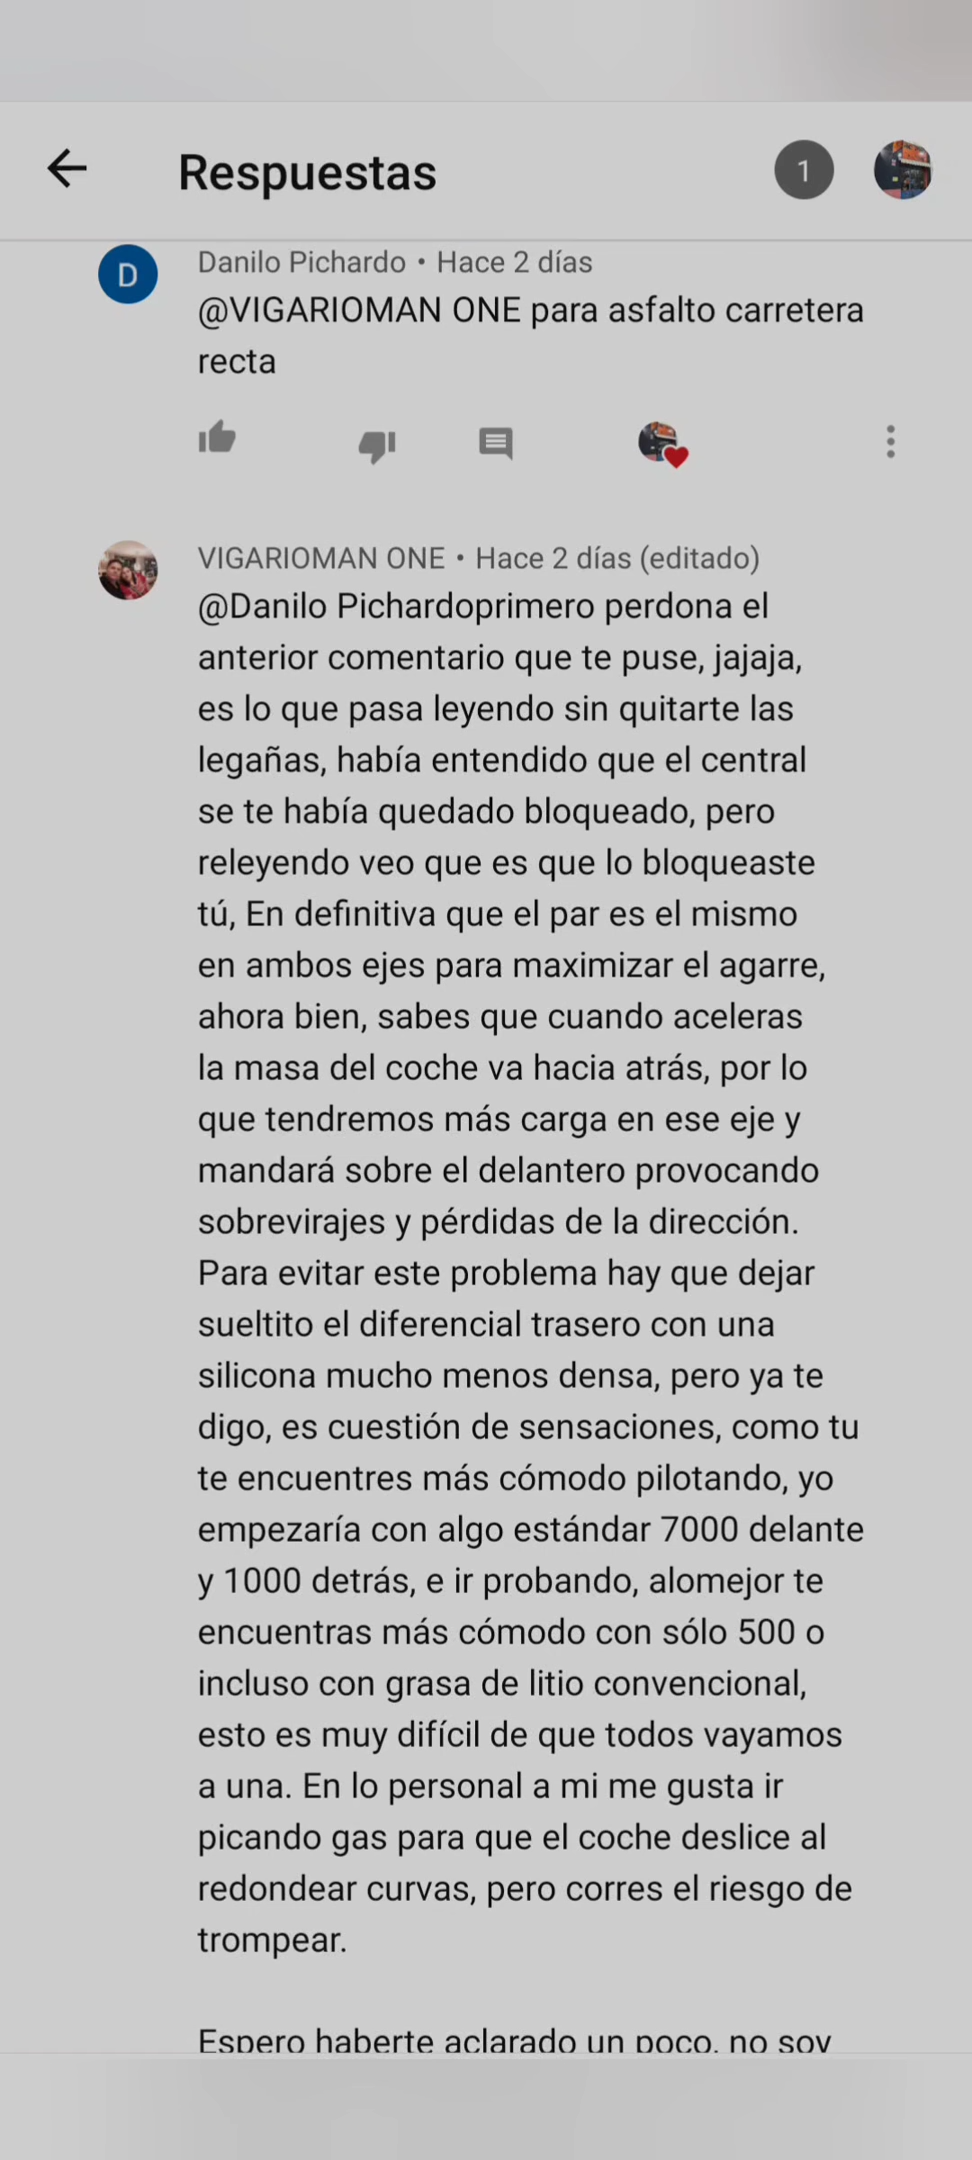 Respuestas
1
D
Danilo Pichardo • Hace 2 días
@VIGARIOMAN ONE para asfalto carretera
recta
VIGARIOMAN ONE • Hace 2 días (editado)
@Danilo Pichardoprimero perdona el
anterior comentario que te puse, jajaja,
es lo que pasa leyendo sin quitarte las
legañas, había entendido que el central
se te había quedado bloqueado, pero
releyendo veo que es que lo bloqueaste
tú, En definitiva que el par es el mismo
en ambos ejes para maximizar el agarre,
ahora bien, sabes que cuando aceleras
la masa del coche va hacia atrás, por lo
que tendremos más carga en ese eje y
mandará sobre el delantero provocando
sobrevirajes y pérdidas de la dirección.
Para evitar este problema hay que dejar
sueltito el diferencial trasero con una
silicona mucho menos densa, pero ya te
digo, es cuestión de sensaciones, como tu
te encuentres más cómodo pilotando, yo
empezaría con algo estándar 7000 delante
y 1000 detrás, e ir probando, alomejor te
encuentras más cómodo con sólo 500 o
incluso con grasa de litio convencional,
esto es muy difícil de que todos vayamos
a una. En lo personal a mi me gusta ir
picando gas para que el coche deslice al
redondear curvas, pero corres el riesgo de
trompear.
Espero haberte aclarado un poco, no soy